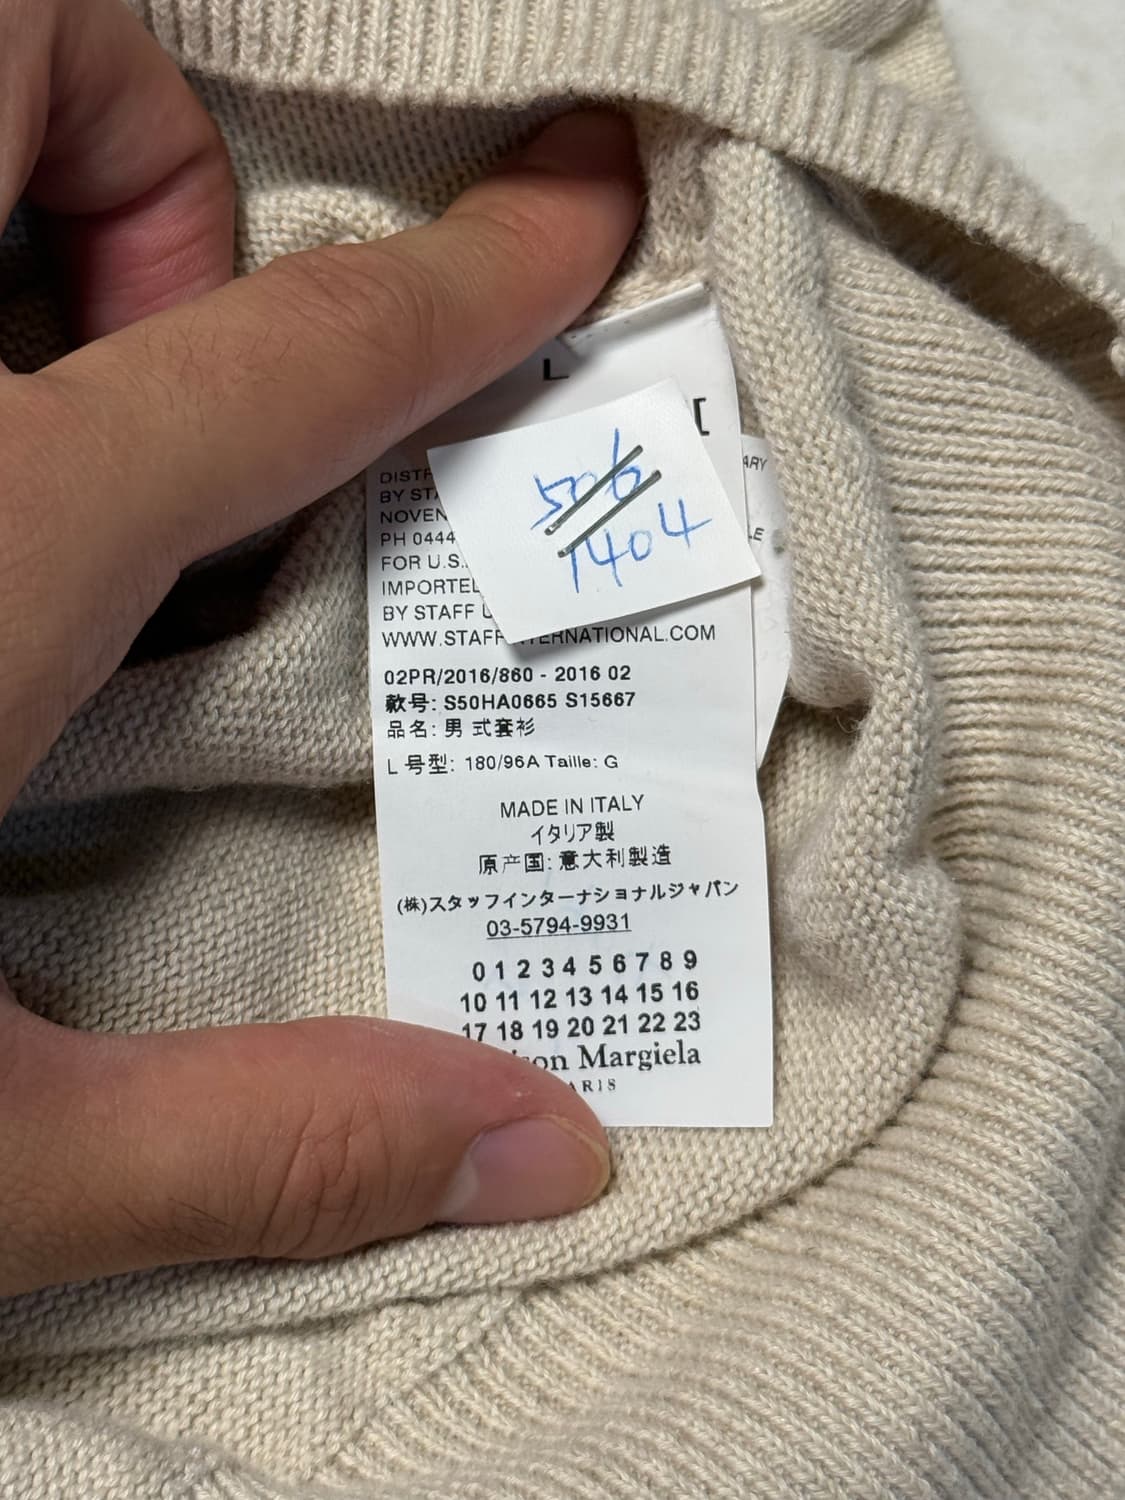 L
506
1404
DISTR
BY STA
NOVEN
PH 0444
FOR U.S.
IMPORTED
BY STAFF U
WWW.STAFF INTERNATIONAL.COM
ARY
LE
02PR/2016/860 - 2016 02
款号: S50HA0665 S15667
品名: 男 式套衫
L 号型: 180/96A Taille: G
MADE IN ITALY
イタリア製
原产国: 意大利製造
(株)スタッフインターナショナルジャパン
03-5794-9931
0 1 2 3 4 5 6 7 8 9
10 11 12 13 14 15 16
17 18 19 20 21 22 23
ison Margiela
ARIS